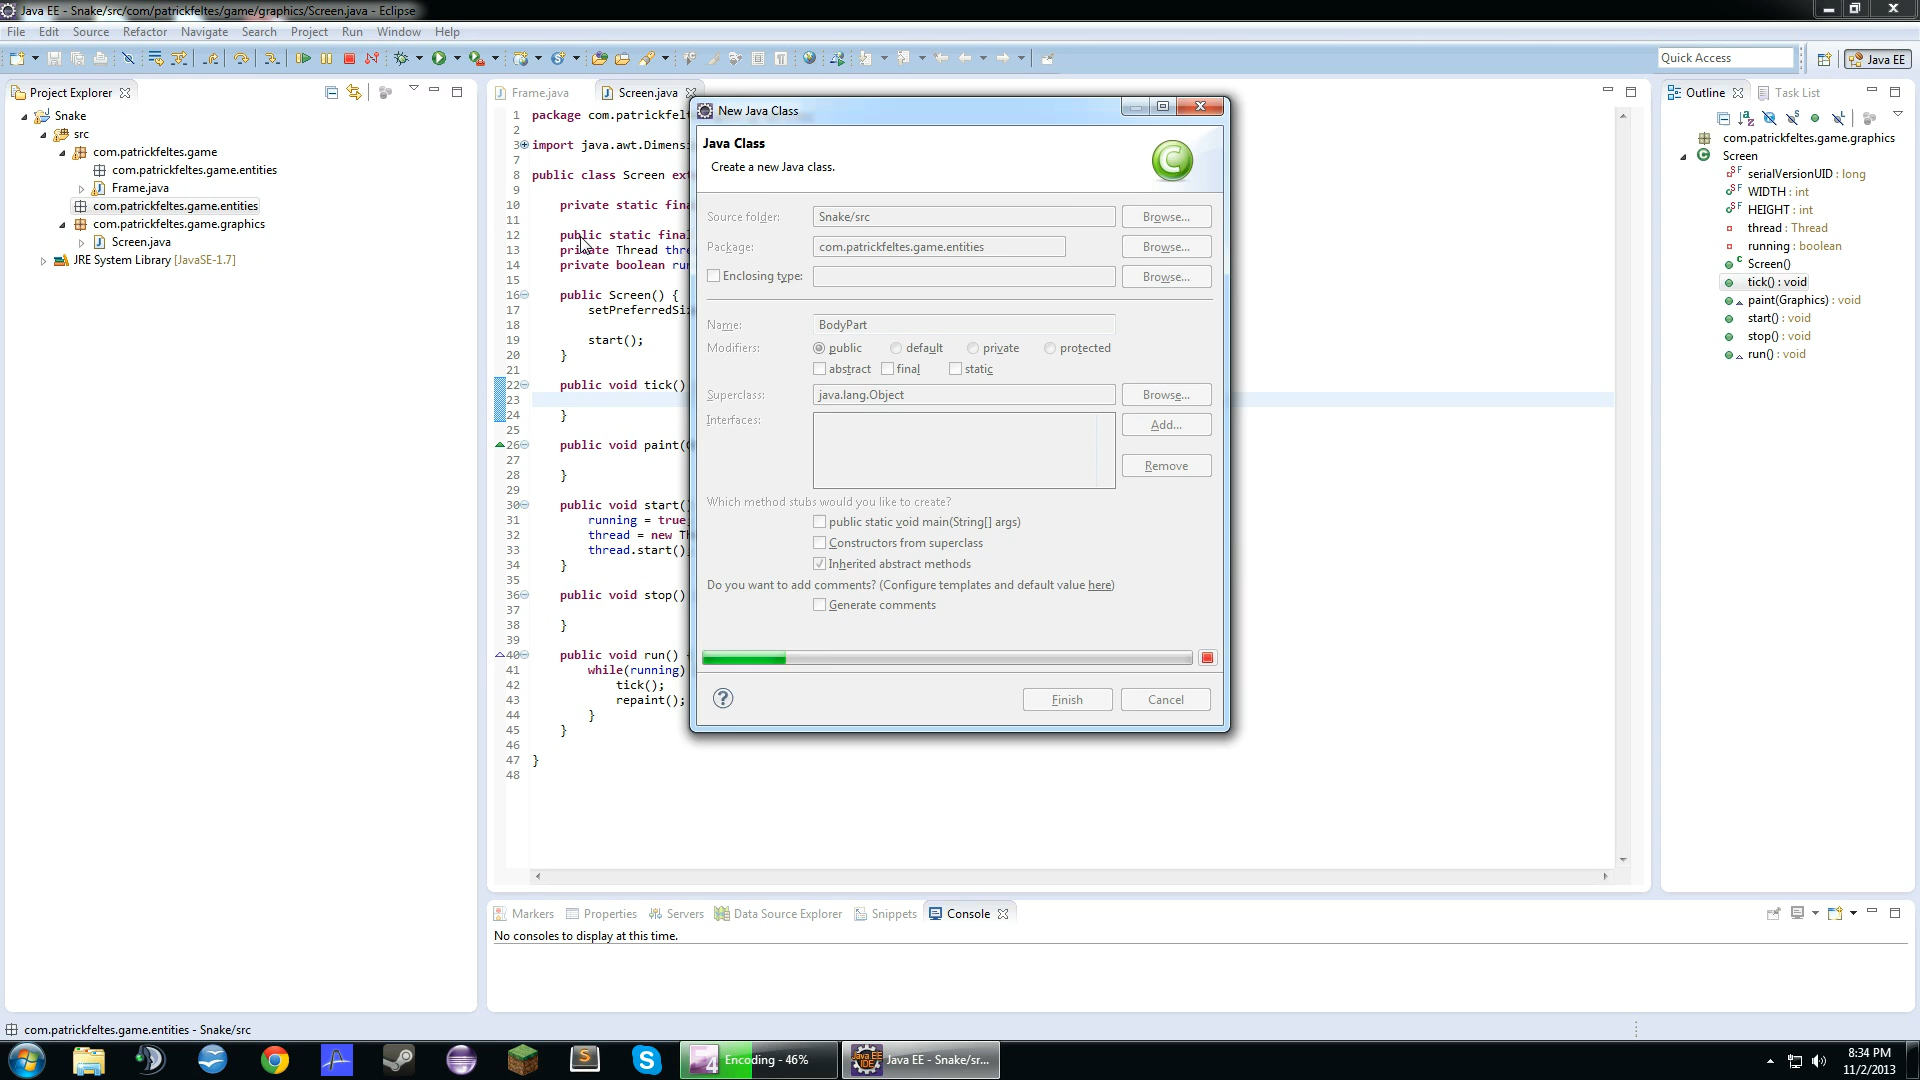 Java EE - Snake/src/com/patrickfeltes/game/graphics/Screen.java - Eclipse
File Edit Source Refactor Navigate Search Project Run Window Help
Quick Access
Java EE
Project Explorer
Snake
src
com.patrickfeltes.game
com.patrickfeltes.game.entities
Frame.java
com.patrickfeltes.game.entities
com.patrickfeltes.game.graphics
Screen.java
JRE System Library [JavaSE-1.7]
Frame.java
Screen.java
1 package com.patrickfelt
2
3 import java.awt.Dimensi
7
8 public class Screen ext
9
10 private static fina
11
12 public static final
13 private Thread thre
14 private boolean run
15
16 public Screen() {
17 setPreferredSiz
18
19 start();
20 }
21
22 public void tick()
23
24 }
25
26 public void paint(G
27
28 }
29
30 public void start()
31 running = true
32 thread = new Th
33 thread.start()
34 }
35
36 public void stop()
37
38 }
39
40 public void run() {
41 while(running)
42 tick();
43 repaint();
44 }
45 }
46
47 }
48
New Java Class
Java Class
Create a new Java class.
C
Source folder: Snake/src Browse...
Package: com.patrickfeltes.game.entities Browse...
Enclosing type: Browse...
Name: BodyPart
Modifiers: public default private protected
abstract final static
Superclass: java.lang.Object Browse...
Interfaces: Add...
Remove
Which method stubs would you like to create?
public static void main(String[] args)
Constructors from superclass
Inherited abstract methods
Do you want to add comments? (Configure templates and default value here)
Generate comments
Finish Cancel
Outline Task List
com.patrickfeltes.game.graphics
Screen
serialVersionUID : long
WIDTH : int
HEIGHT : int
thread : Thread
running : boolean
Screen()
tick() : void
paint(Graphics) : void
start() : void
stop() : void
run() : void
Markers Properties Servers Data Source Explorer Snippets Console
No consoles to display at this time.
com.patrickfeltes.game.entities - Snake/src
Encoding - 46%
Java EE - Snake/sr...
8:34 PM
11/2/2013